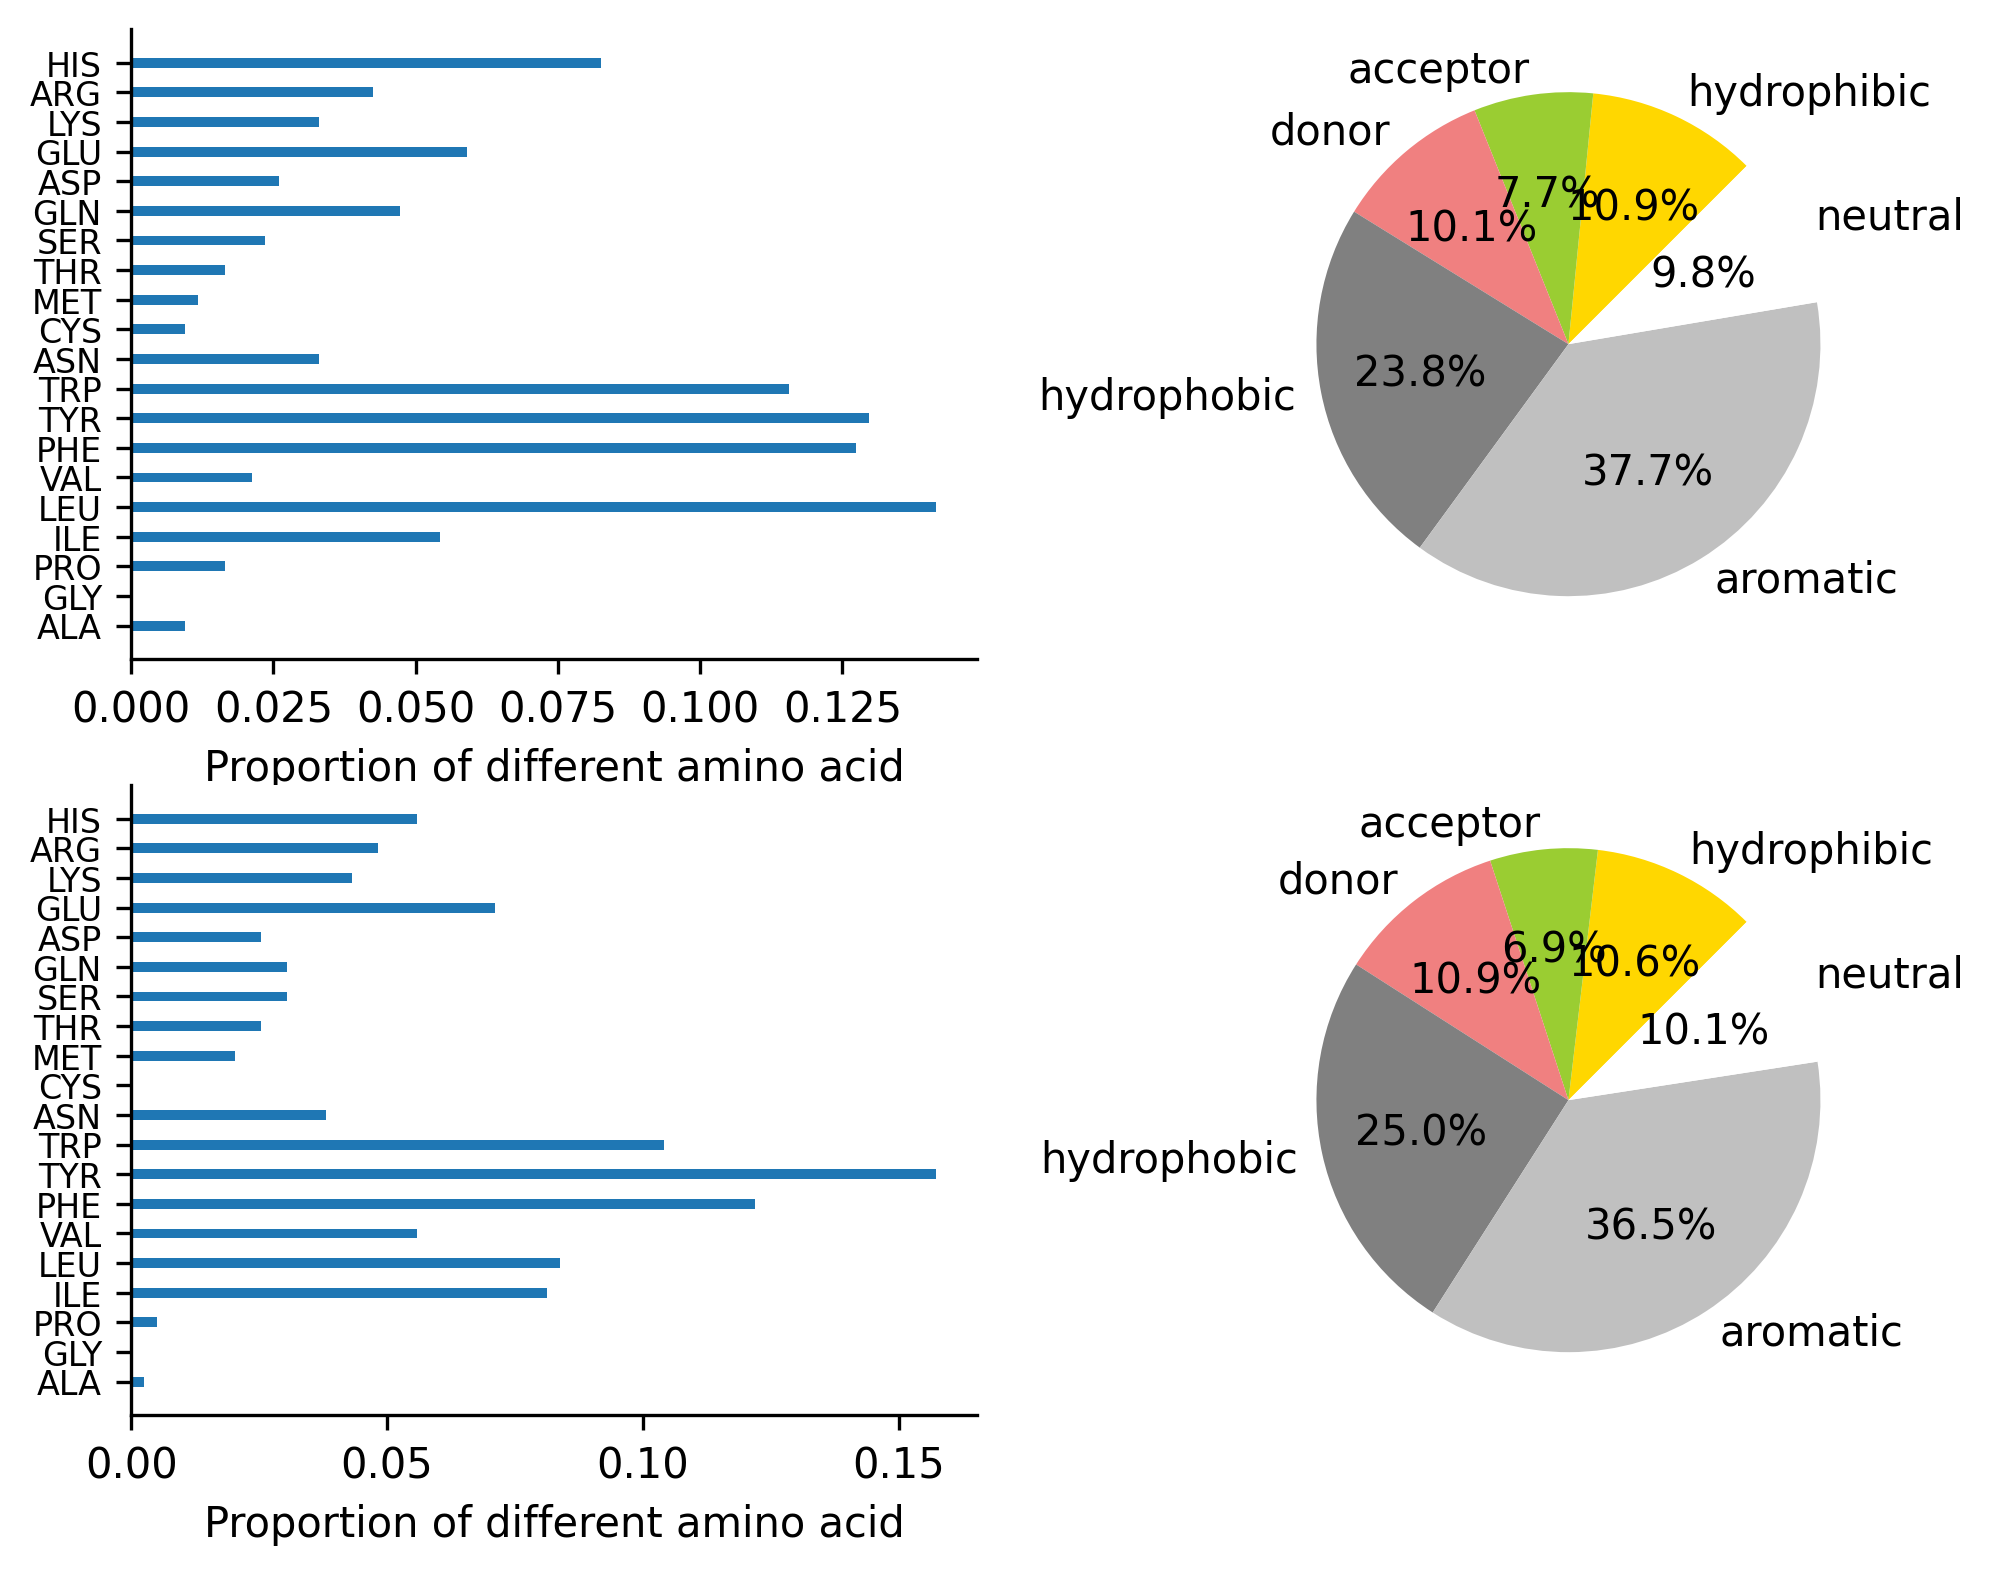 HIS
ARG
LYS
GLU
ASP
GLN
SER
THR
MET
CYS
ASN
TRP
TYR
PHE
VAL
LEU
ILE
PRO
GLY
ALA
0.000 0.025 0.050 0.075 0.100 0.125
Proportion of different amino acid
acceptor
hydrophibic
donor
neutral
7.7%
10.9%
10.1%
9.8%
hydrophobic
23.8%
37.7%
aromatic
HIS
ARG
LYS
GLU
ASP
GLN
SER
THR
MET
CYS
ASN
TRP
TYR
PHE
VAL
LEU
ILE
PRO
GLY
ALA
0.00 0.05 0.10 0.15
Proportion of different amino acid
acceptor
hydrophibic
donor
neutral
6.9%
10.6%
10.9%
10.1%
hydrophobic
25.0%
36.5%
aromatic